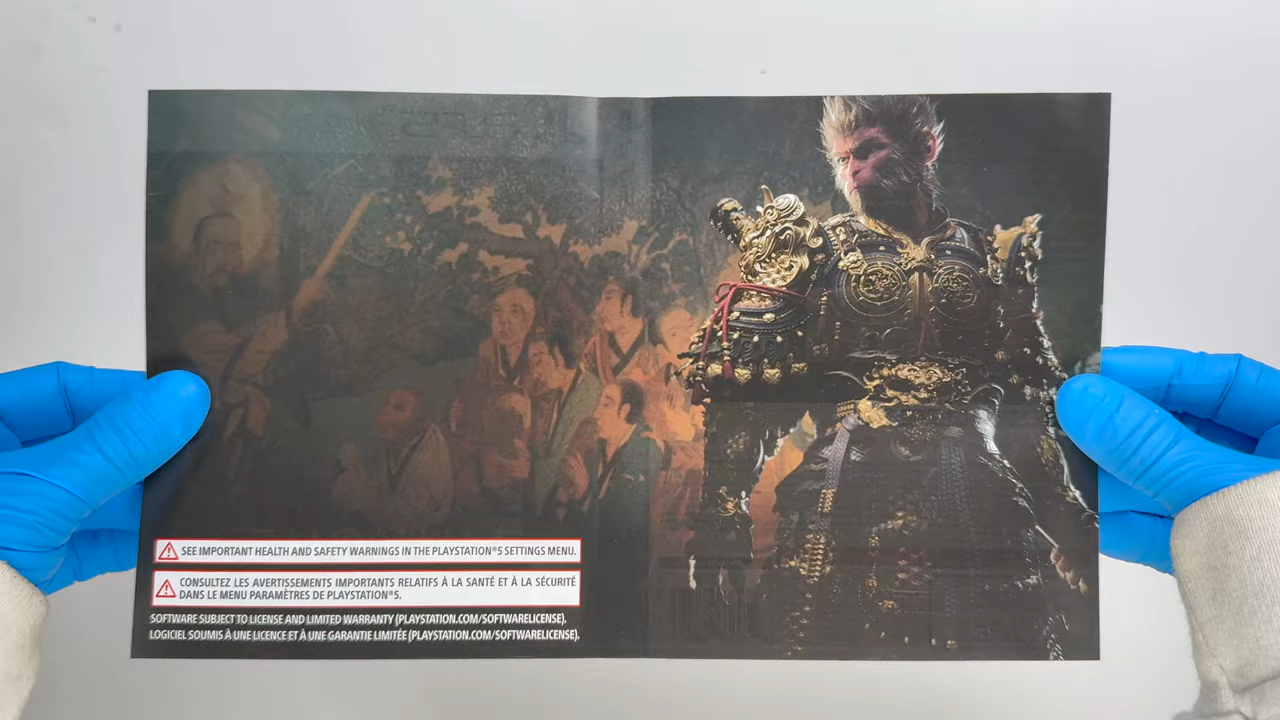 SEE IMPORTANT HEALTH AND SAFETY WARNINGS IN THE PLAYSTATION®5 SETTINGS MENU.
CONSULTEZ LES AVERTISSEMENTS IMPORTANTS RELATIFS À LA SANTÉ ET À LA SÉCURITÉ
DANS LE MENU PARAMÈTRES DE PLAYSTATION®5.
SOFTWARE SUBJECT TO LICENSE AND LIMITED WARRANTY (PLAYSTATION.COM/SOFTWARELICENSE).
LOGICIEL SOUMIS À UNE LICENCE ET À UNE GARANTIE LIMITÉE (PLAYSTATION.COM/SOFTWARELICENSE).